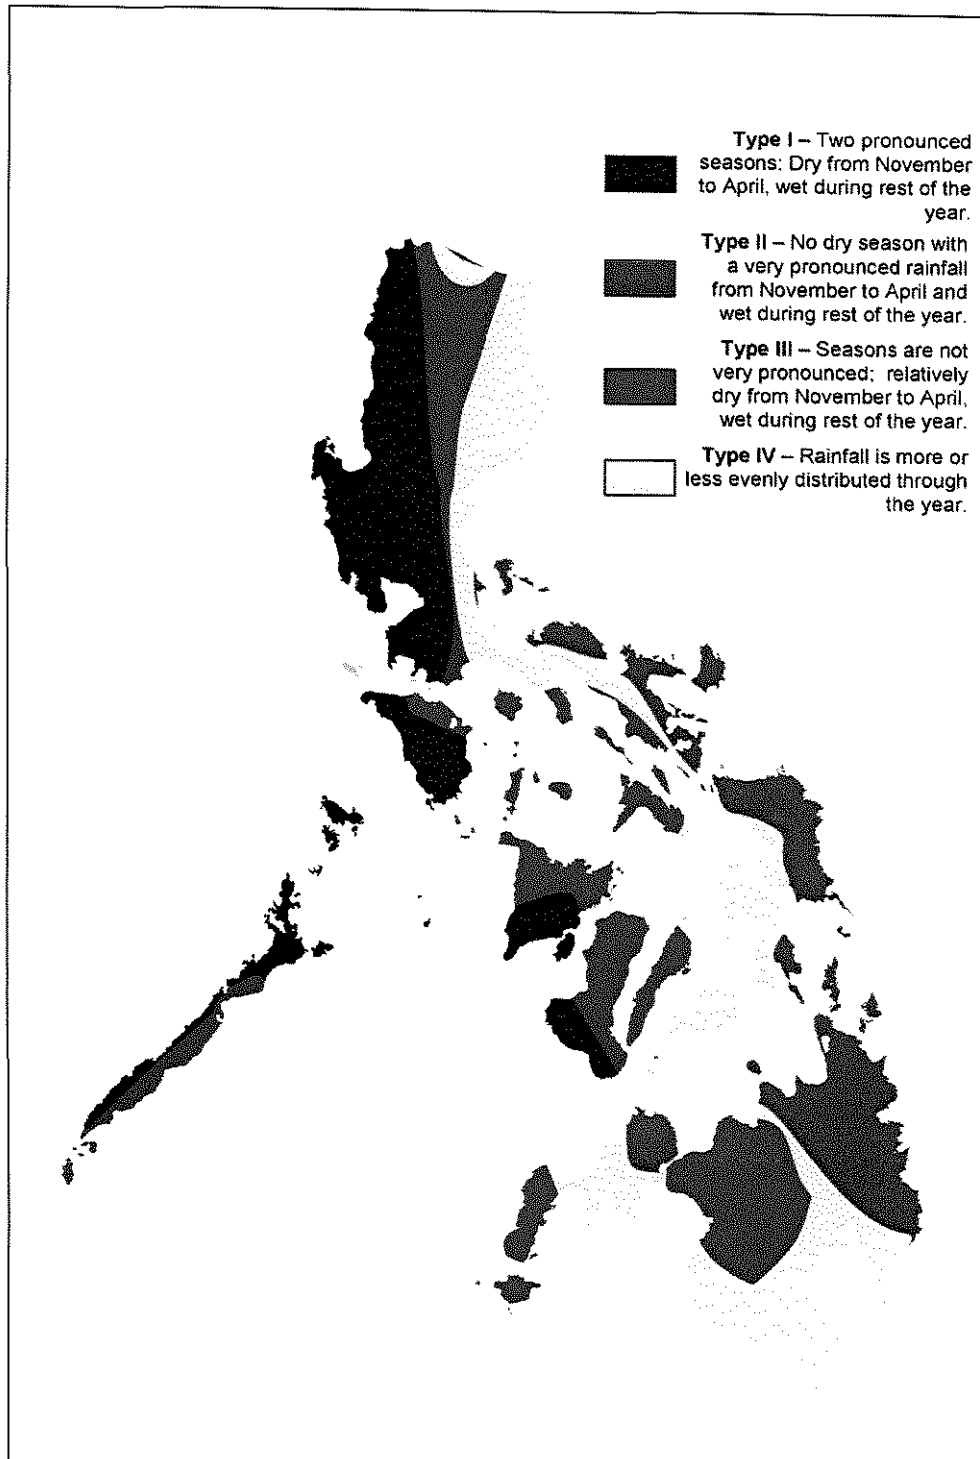 Type I – Two pronounced
seasons: Dry from November
to April, wet during rest of the
year.
Type II – No dry season with
a very pronounced rainfall
from November to April and
wet during rest of the year.
Type III – Seasons are not
very pronounced; relatively
dry from November to April,
wet during rest of the year.
Type IV – Rainfall is more or
less evenly distributed through
the year.